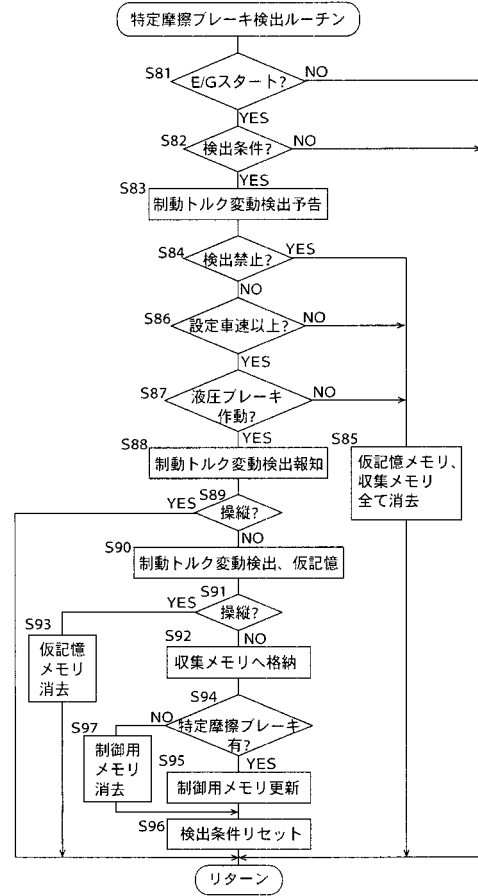 特定摩擦ブレーキ検出ルーチン
S81
E/Gスタート?
NO
YES
S82
検出条件?
NO
YES
S83
制動トルク変動検出予告
S84
検出禁止?
YES
NO
S86
設定車速以上?
NO
YES
S87
液圧ブレーキ
作動?
NO
YES
S88
制動トルク変動検出報知
S85
仮記憶メモリ、
収集メモリ
全て消去
S89
操縦?
YES
NO
S90
制動トルク変動検出、仮記憶
S91
操縦?
YES
NO
S93
仮記憶
メモリ
消去
S92
収集メモリへ格納
S94
特定摩擦ブレーキ
有?
NO
YES
S97
制御用
メモリ
消去
S95
制御用メモリ更新
S96
検出条件リセット
リターン